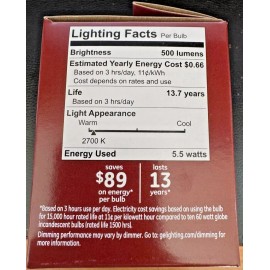 Lighting Facts Per Bulb
Brightness 500 lumens
Estimated Yearly Energy Cost $0.66
Based on 3 hrs/day, 11¢/kWh
Cost depends on rates and use
Life 13.7 years
Based on 3 hrs/day
Light Appearance
Warm Cool
2700 K
Energy Used 5.5 watts
saves lasts
$89 13
on energy* years*
per bulb
*Based on 3 hours use per day. Electricity cost savings based on using the bulb
for 15,000 hour rated life at 11¢ per kilowatt hour compared to ten 60 watt globe
incandescent bulbs (rated life 1500 hrs).
Dimming performance may vary by dimmer. Go to: gelighting.com/dimming for
more information.